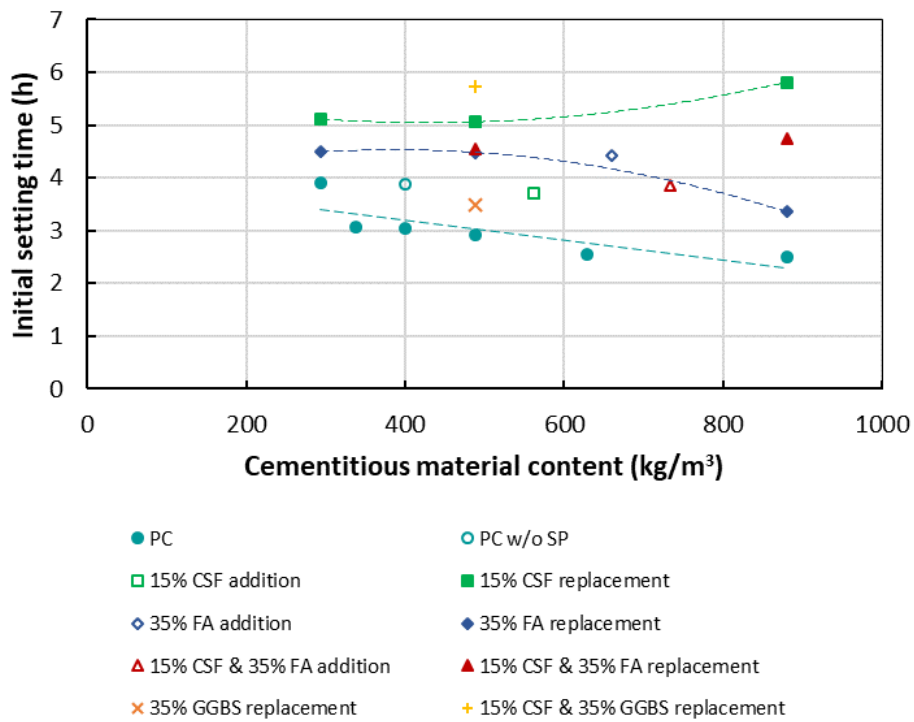 7
6
5
4
3
2
1
0
Initial setting time (h)
0 200 400 600 800 1000
Cementitious material content (kg/m³)
PC PC w/o SP
15% CSF addition 15% CSF replacement
35% FA addition 35% FA replacement
15% CSF & 35% FA addition 15% CSF & 35% FA replacement
35% GGBS replacement 15% CSF & 35% GGBS replacement